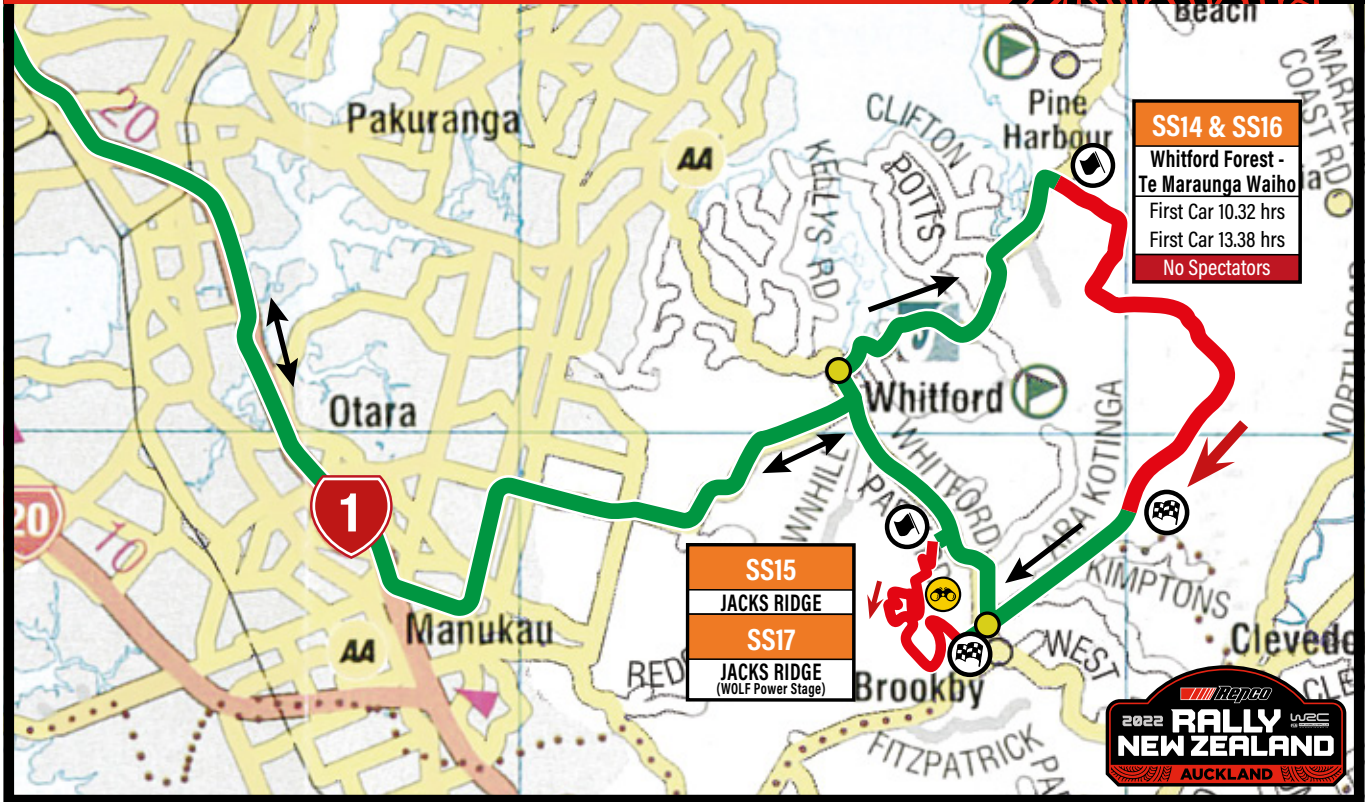 Beach
20
Pakuranga
AA
CLIFTON
POTTS
KELLYS RD
Pine
Harbour
COAST RD
SS14 & SS16
Whitford Forest -
Te Maraunga Waiho
First Car 10.32 hrs
First Car 13.38 hrs
No Spectators
ia
Otara
Whitford
WHITFORD
ARA KOTINGA
1
20
10
SS15
JACKS RIDGE
SS17
JACKS RIDGE
(WOLF Power Stage)
KIMPTONS
Manukau
AA
WEST
Brookby
FITZPATRICK
Repco
2022 RALLY WRC
NEW ZEALAND
AUCKLAND